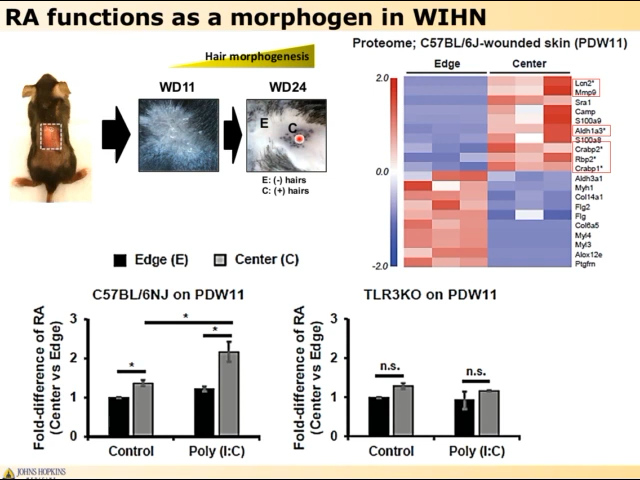 RA functions as a morphogen in WIHN
Hair morphogenesis
WD11
WD24
E
C
E: (-) hairs
C: (+) hairs
Proteome; C57BL/6J-wounded skin (PDW11)
Edge
Center
2.0
0.0
-2.0
Lcn2*
Mmp9
Sra1
Camp
S100a9
Aldh1a3*
S100a8
Crabp2*
Rbp2*
Crabp1*
Aldh3a1
Myh1
Col14a1
Flg2
Flg
Col6a5
Myl4
Myl3
Alox12e
Ptgfrn
Edge (E)
Center (C)
C57BL/6NJ on PDW11
Fold-difference of RA
(Center vs Edge)
3
2
1
0
*
*
*
Control
Poly (I:C)
TLR3KO on PDW11
Fold-difference of RA
(Center vs Edge)
3
2
1
0
n.s.
n.s.
Control
Poly (I:C)
JOHNS HOPKINS